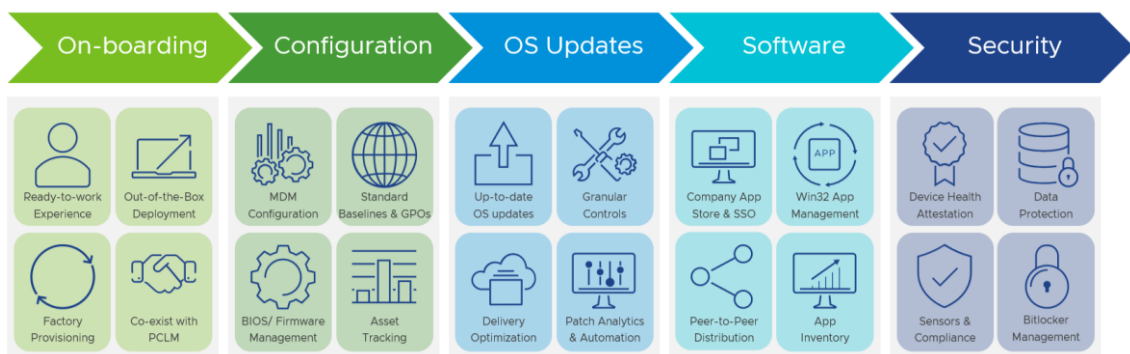 On-boarding
Configuration
OS Updates
Software
Security
Ready-to-work
Experience
Out-of-the-Box
Deployment
MDM
Configuration
Standard
Baselines & GPOs
Up-to-date
OS updates
Granular
Controls
Company App
Store & SSO
APP
Win32 App
Management
Device Health
Attestation
Data
Protection
Factory
Provisioning
Co-exist with
PCLM
BIOS/ Firmware
Management
Asset
Tracking
Delivery
Optimization
Patch Analytics
& Automation
Peer-to-Peer
Distribution
App
Inventory
Sensors &
Compliance
Bitlocker
Management